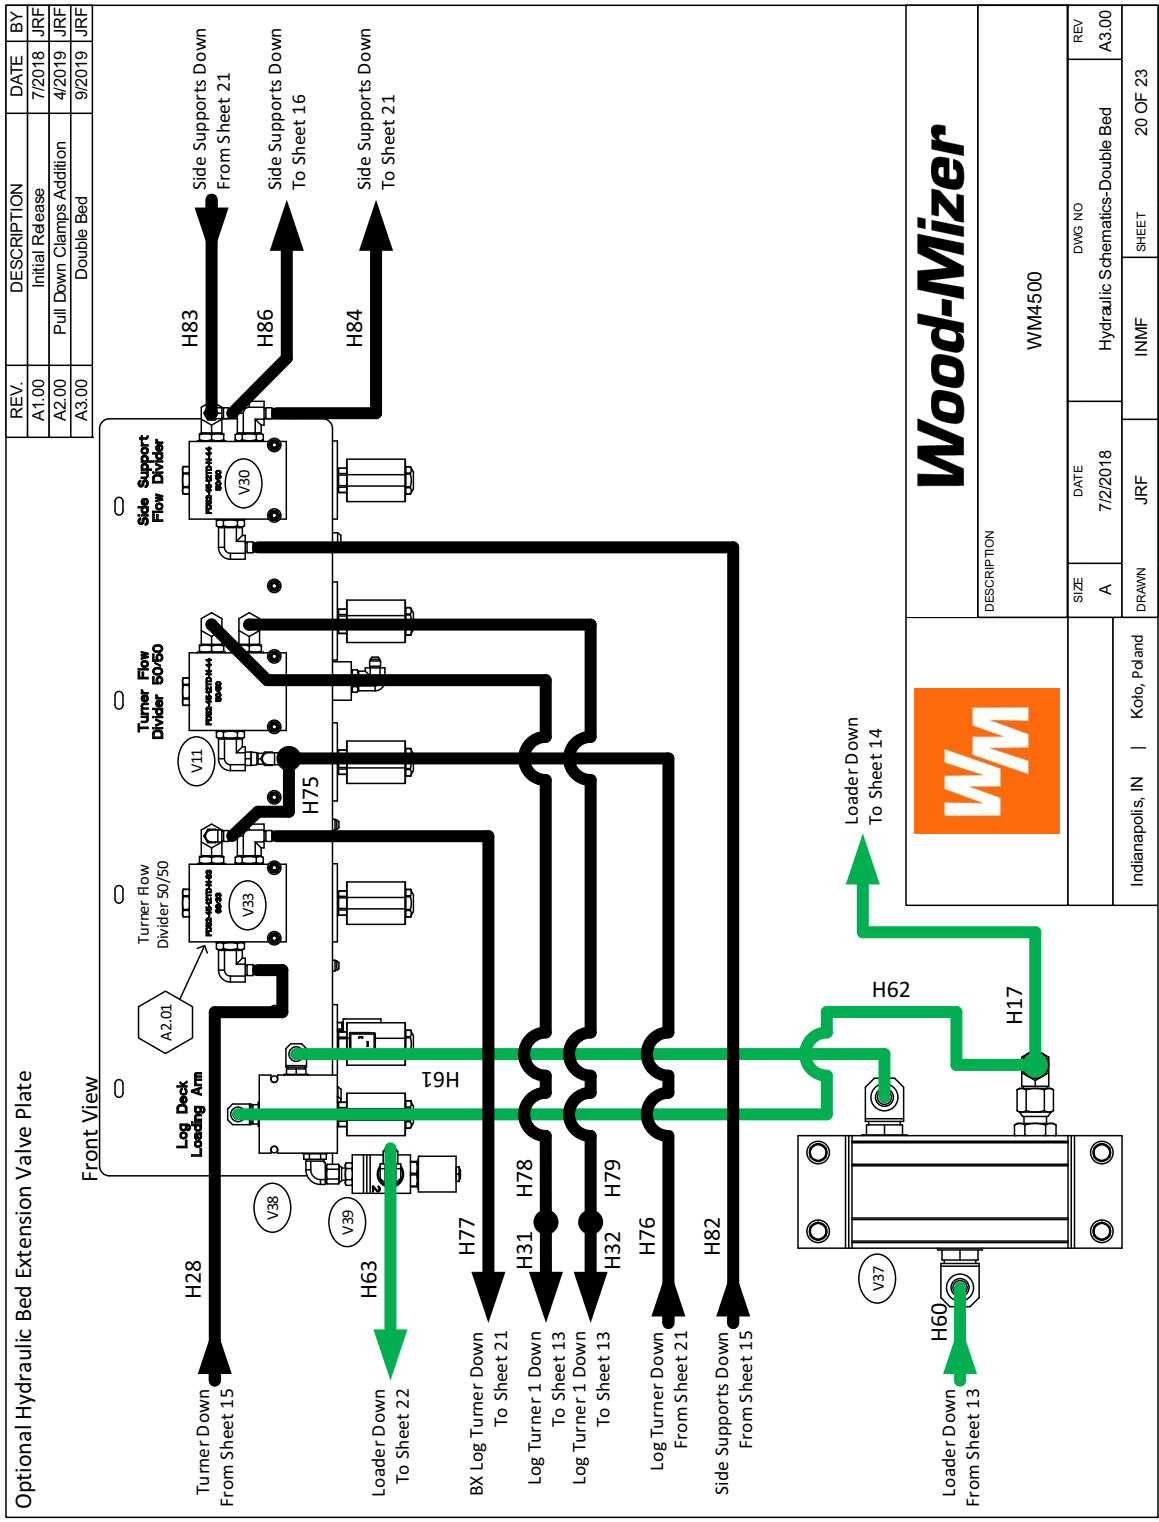 Optional Hydraulic Bed Extension Valve Plate
REV. DESCRIPTION DATE BY
A1.00 Initial Release 7/2018 JRF
A2.00 Pull Down Clamps Addition 4/2019 JRF
A3.00 Double Bed 9/2019 JRF
Front View
Log Deck
Loading Arm
Turner Flow
Divider 50/50
Turner Flow
Divider 50/50
Side Support
Flow Divider
A2.01
V38
V39
V33
V11
V30
V37
50/50
50/50
2
H28
H63
H77
H31
H78
H32
H79
H76
H82
H60
H61
H62
H17
H75
H83
H86
H84
Turner Down
From Sheet 15
Loader Down
To Sheet 22
BX Log Turner Down
To Sheet 21
Log Turner 1 Down
To Sheet 13
Log Turner 1 Down
To Sheet 13
Log Turner Down
From Sheet 21
Side Supports Down
From Sheet 15
Loader Down
From Sheet 13
Side Supports Down
From Sheet 21
Side Supports Down
To Sheet 16
Side Supports Down
To Sheet 21
Loader Down
To Sheet 14
WM
Indianapolis, IN | Koło, Poland
Wood-Mizer
DESCRIPTION
WM4500
SIZE DATE DWG NO REV
A 7/2/2018 Hydraulic Schematics-Double Bed A3.00
DRAWN JRF INMF SHEET 20 OF 23